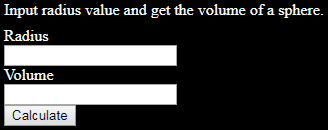 Input radius value and get the volume of a sphere.
Radius
Volume
Calculate